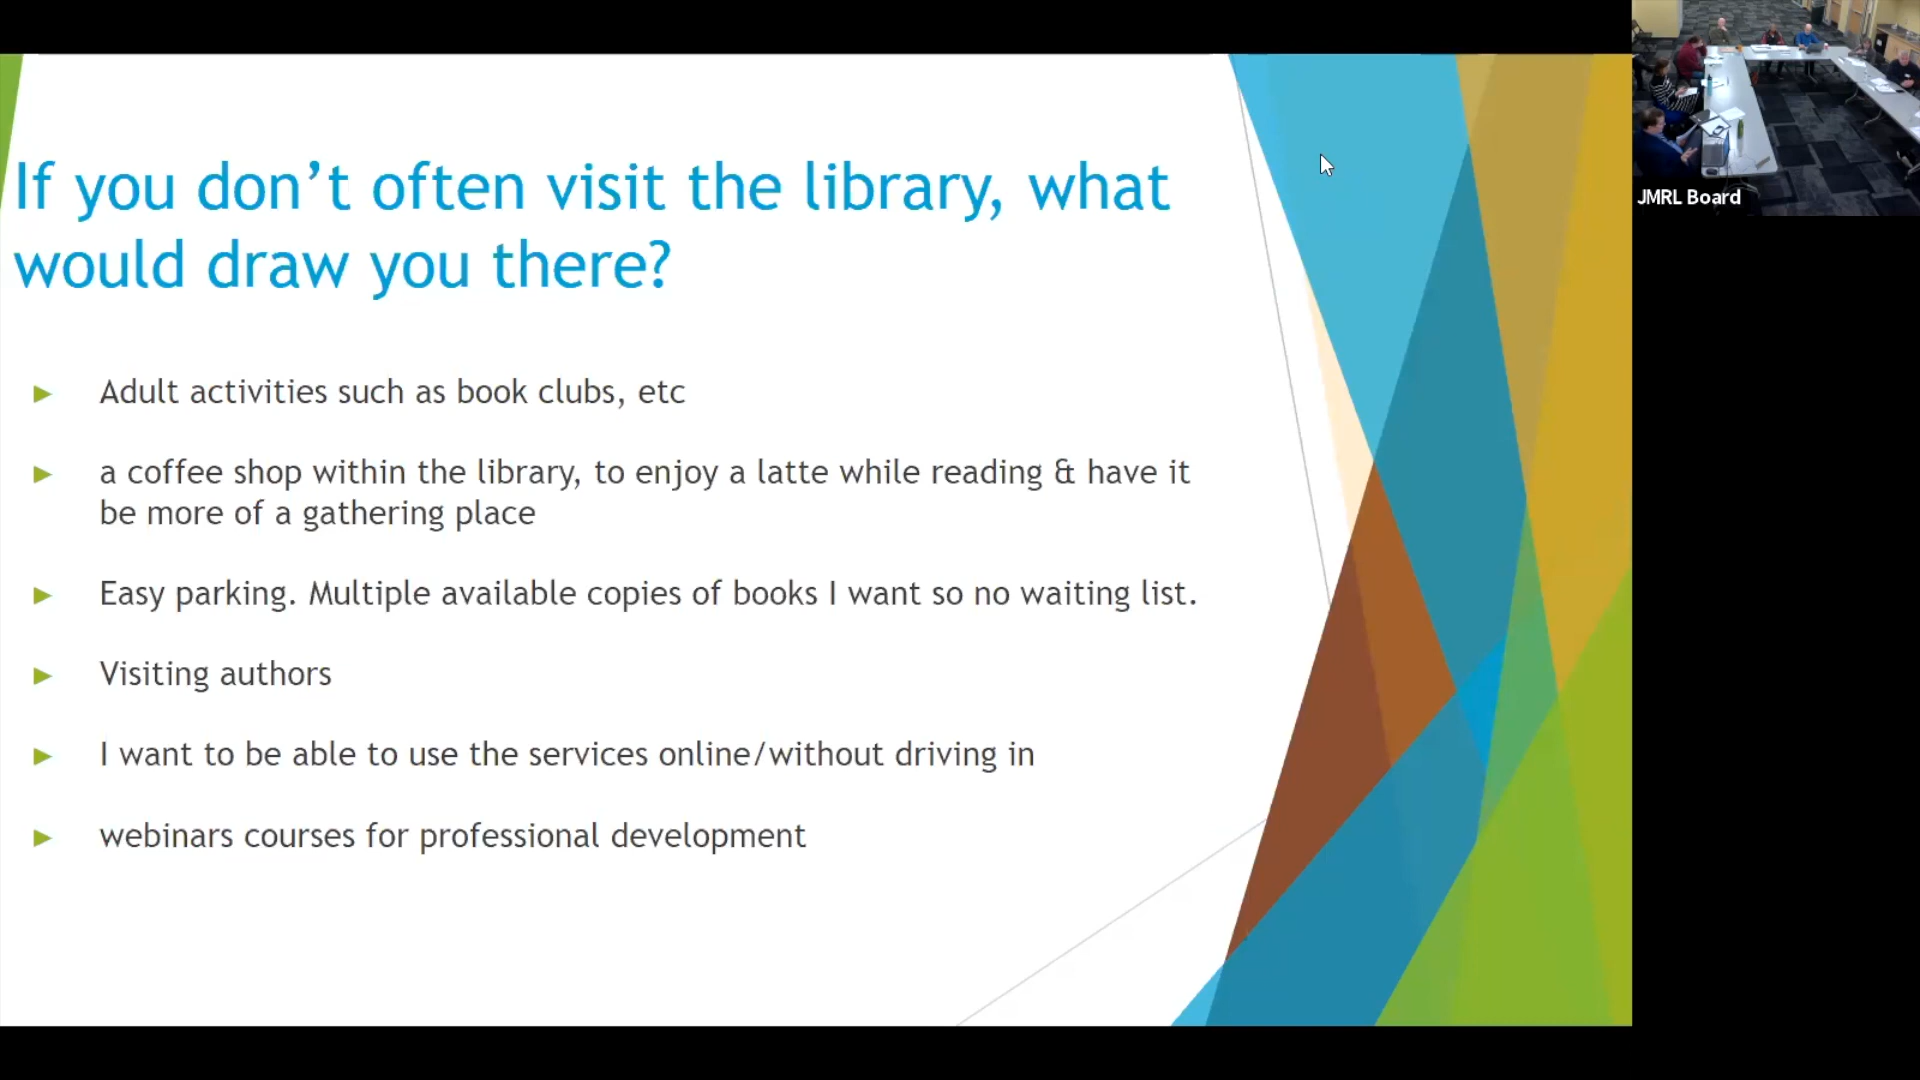 If you don’t often visit the library, what
would draw you there?
Adult activities such as book clubs, etc
a coffee shop within the library, to enjoy a latte while reading & have it
be more of a gathering place
Easy parking. Multiple available copies of books I want so no waiting list.
Visiting authors
I want to be able to use the services online/without driving in
webinars courses for professional development
JMRL Board